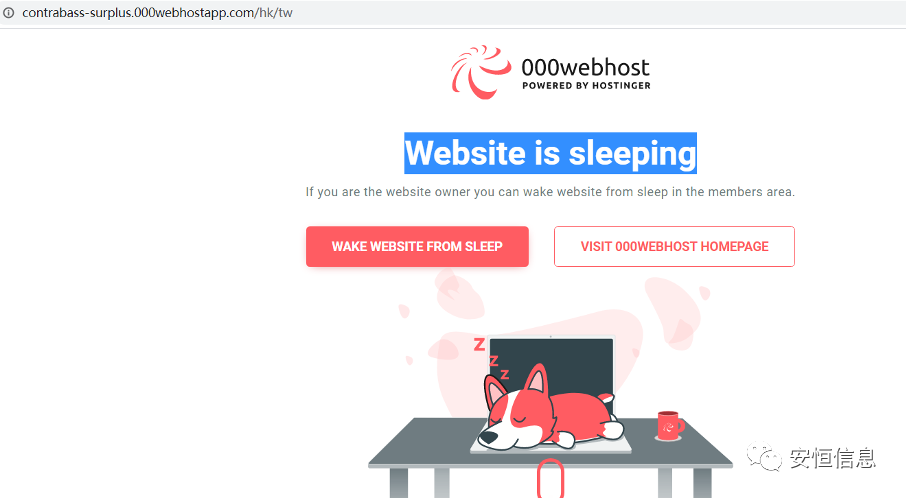 contrabass-surplus.000webhostapp.com/hk/tw
000webhost
POWERED BY HOSTINGER
Website is sleeping
If you are the website owner you can wake website from sleep in the members area.
WAKE WEBSITE FROM SLEEP
VISIT 000WEBHOST HOMEPAGE
z
z
z
安恒信息